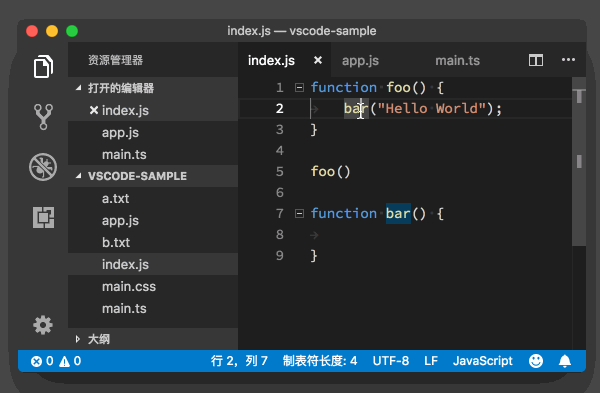 index.js — vscode-sample
资源管理器
打开的编辑器
index.js
app.js
main.ts
VSCODE-SAMPLE
a.txt
app.js
b.txt
index.js
main.css
main.ts
大纲
index.js app.js main.ts
1 function foo() {
2 bar("Hello World");
3 }
4
5 foo()
6
7 function bar() {
8
9 }
0 0 行 2，列 7 制表符长度: 4 UTF-8 LF JavaScript